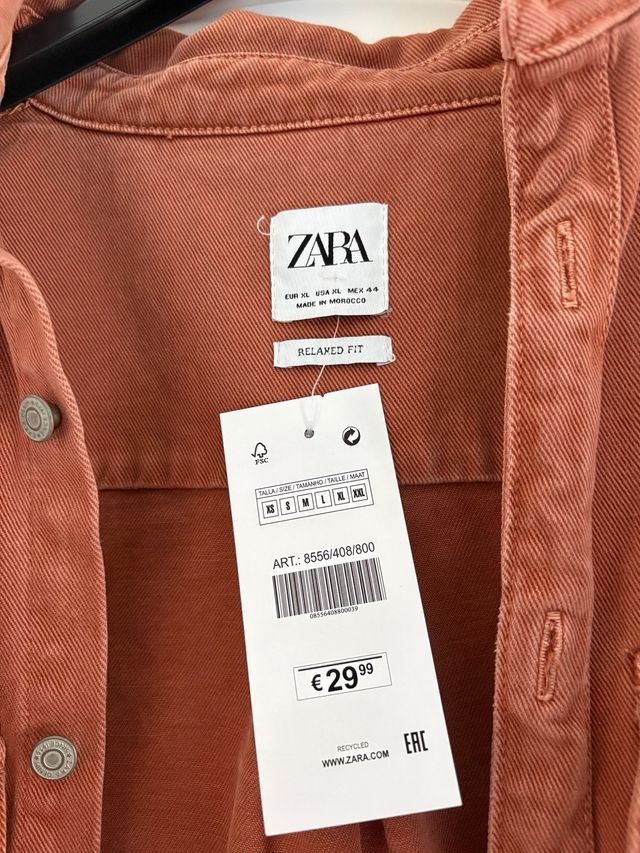 ZARA
EUR XL USA XL MEX 44
MADE IN MOROCCO
RELAXED FIT
FSC
TALLA / SIZE / TAMANHO / TAILLE / MAAT
XS S M L XL XXL
ART.: 8556/408/800
08556408800039
€ 29 99
RECYCLED
WWW.ZARA.COM
EAC